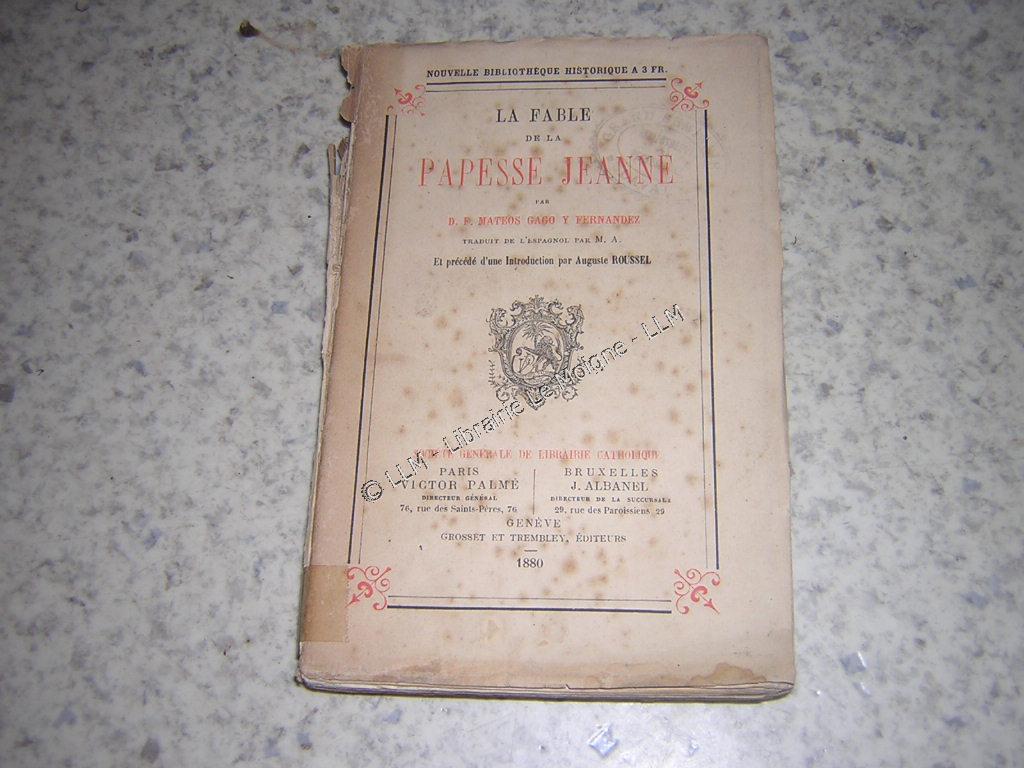 NOUVELLE BIBLIOTHÈQUE HISTORIQUE A 3 FR.
LA FABLE
DE LA
PAPESSE JEANNE
PAR
D. F. MATEOS GAGO Y FERNANDEZ
TRADUIT DE L'ESPAGNOL PAR M. A.
Et précédé d'une Introduction par Auguste ROUSSEL
© LLM - Librairie Le Moigne - LLM
GÉNÉRALE DE LIBRAIRIE CATHOLIQUE
PARIS
VICTOR PALMÉ
DIRECTEUR GÉNÉRAL
76, rue des Saints-Pères, 76
BRUXELLES
J. ALBANEL
DIRECTEUR DE LA SUCCURSALE
29, rue des Paroissiens 29
GENÈVE
GROSSET ET TREMBLEY, ÉDITEURS
1880